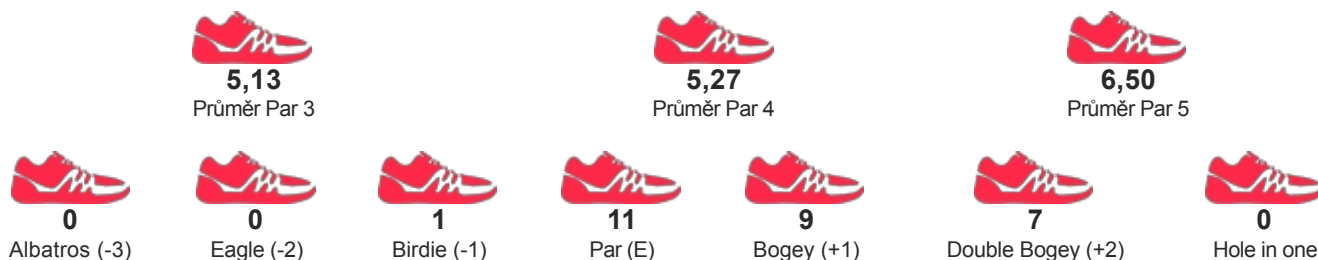 5,13
Průměr Par 3
5,27
Průměr Par 4
6,50
Průměr Par 5
0
Albatros (-3)
0
Eagle (-2)
1
Birdie (-1)
11
Par (E)
9
Bogey (+1)
7
Double Bogey (+2)
0
Hole in one